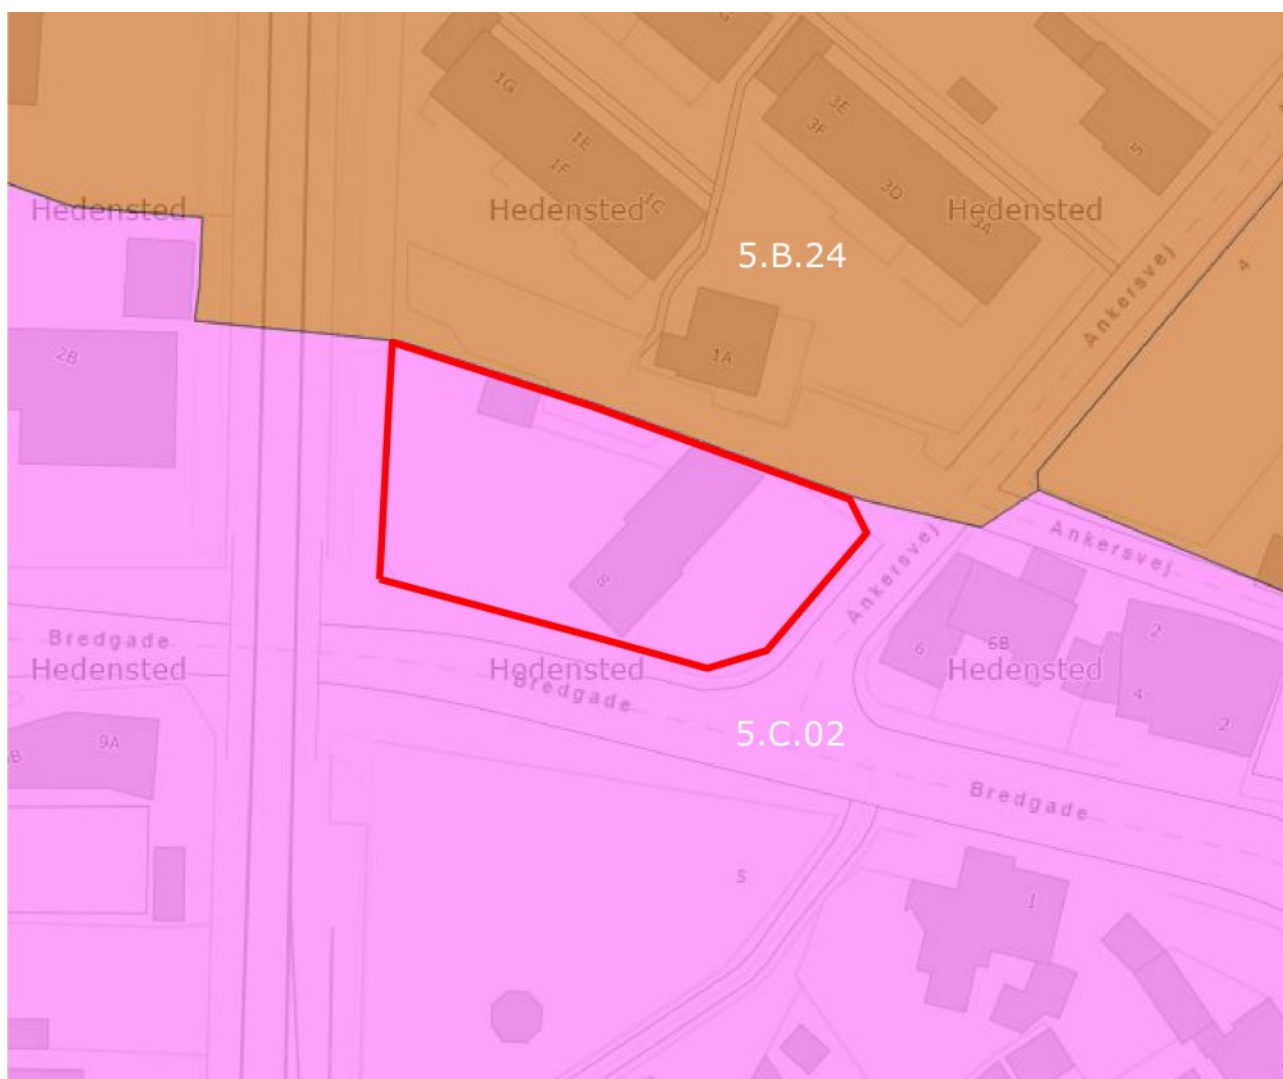 1G
3E
1E
3F
5
1F
1C
3D
3A
Hedensted
Hedensted
Hedensted
5.B.24
4
Ankersvej
2B
1A
Ankersvej
Ankersvej
8
Bredgade
6
6B
2
Hedensted
Hedensted
Hedensted
Bredgade
4
2
5.C.02
9A
Bredgade
5
1